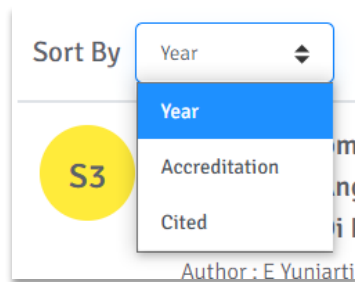 Sort By Year
Year
S3
Accreditation
Cited
Author : E Yuniarti